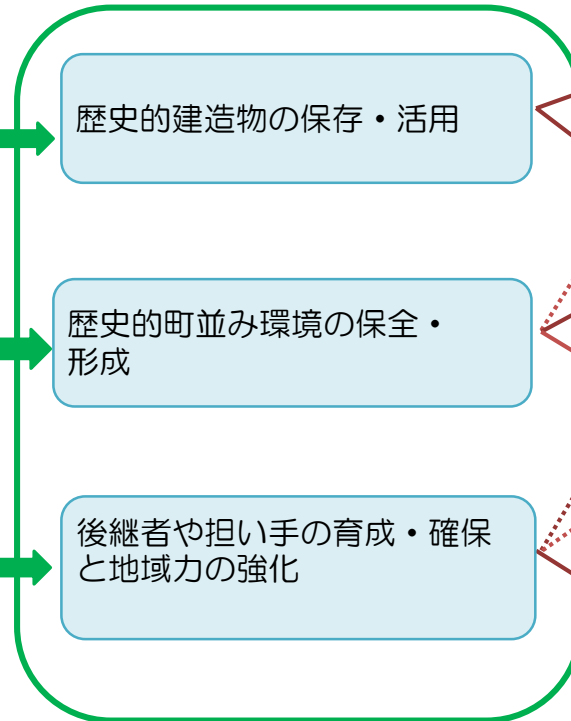 歴史的建造物の保存・活用
歴史的町並み環境の保全・
形成
後継者や担い手の育成・確保
と地域力の強化